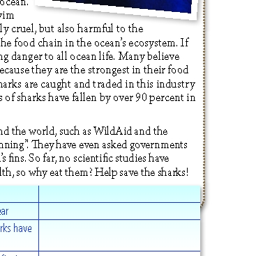 ocean.
wim
ly cruel, but also harmful to the
he food chain in the ocean's ecosystem. If
ng danger to all ocean life. Many believe
ecause they are the strongest in their food
harks are caught and traded in this industry
s of sharks have fallen by over 90 percent in
nd the world, such as WildAid and the
nning". They have even asked governments
's fins. So far, no scientific studies have
lth, so why eat them? Help save the sharks!
ear
rks have